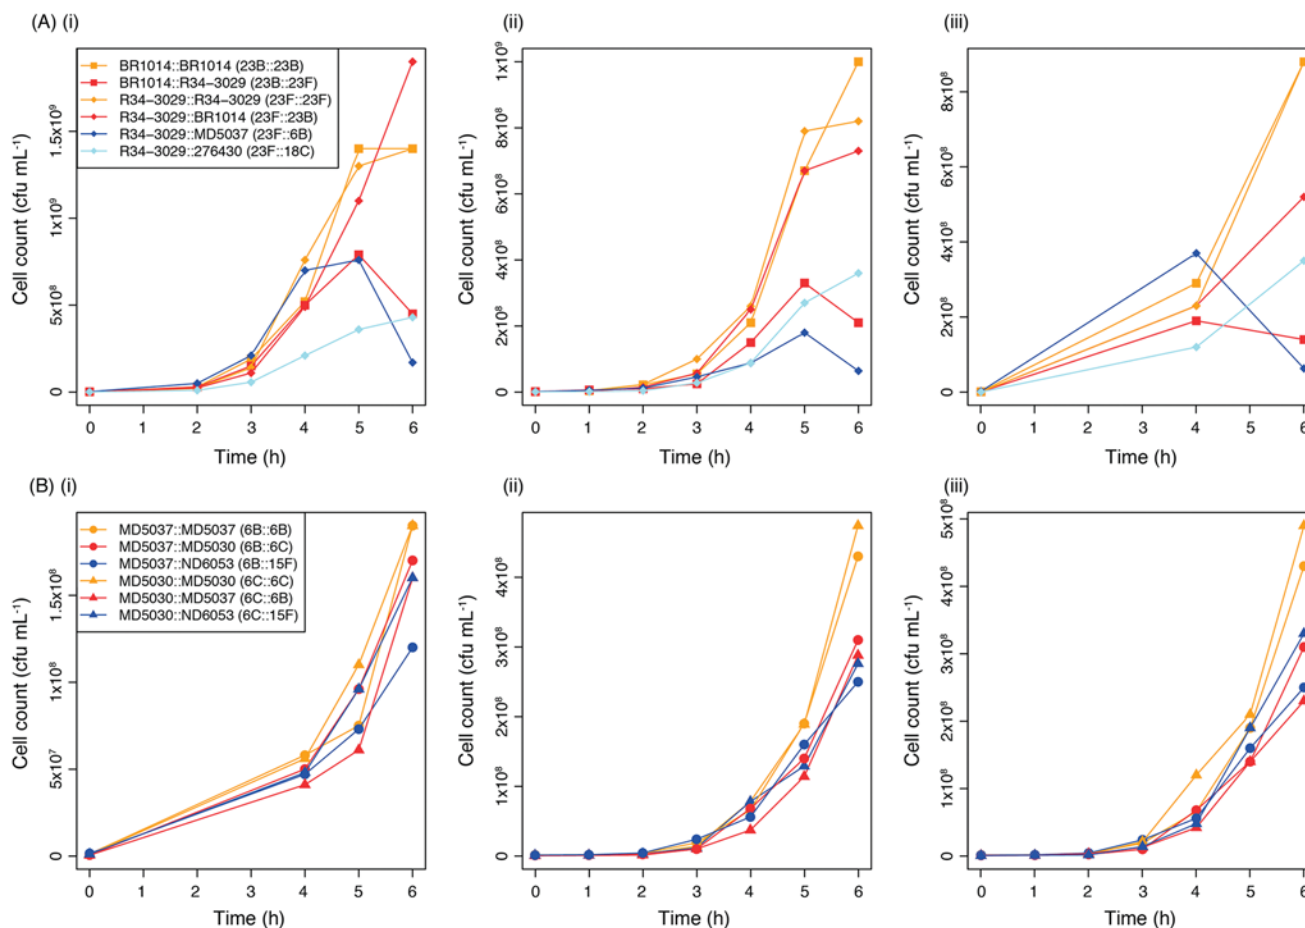 (A) (i)
(ii)
(iii)
BR1014::BR1014 (23B::23B)
BR1014::R34−3029 (23B::23F)
R34−3029::R34−3029 (23F::23F)
R34−3029::BR1014 (23F::23B)
R34−3029::MD5037 (23F::6B)
R34−3029::276430 (23F::18C)
Cell count (cfu mL⁻¹)
0
5x10⁸
1x10⁹
1.5x10⁹
0 1 2 3 4 5 6
Time (h)
Cell count (cfu mL⁻¹)
0
2x10⁸
4x10⁸
6x10⁸
8x10⁸
1x10⁹
0 1 2 3 4 5 6
Time (h)
Cell count (cfu mL⁻¹)
0
2x10⁸
4x10⁸
6x10⁸
8x10⁸
0 1 2 3 4 5 6
Time (h)
(B) (i)
(ii)
(iii)
MD5037::MD5037 (6B::6B)
MD5037::MD5030 (6B::6C)
MD5037::ND6053 (6B::15F)
MD5030::MD5030 (6C::6C)
MD5030::MD5037 (6C::6B)
MD5030::ND6053 (6C::15F)
Cell count (cfu mL⁻¹)
0
5x10⁷
1x10⁸
1.5x10⁸
0 1 2 3 4 5 6
Time (h)
Cell count (cfu mL⁻¹)
0
1x10⁸
2x10⁸
3x10⁸
4x10⁸
0 1 2 3 4 5 6
Time (h)
Cell count (cfu mL⁻¹)
0
1x10⁸
2x10⁸
3x10⁸
4x10⁸
5x10⁸
0 1 2 3 4 5 6
Time (h)